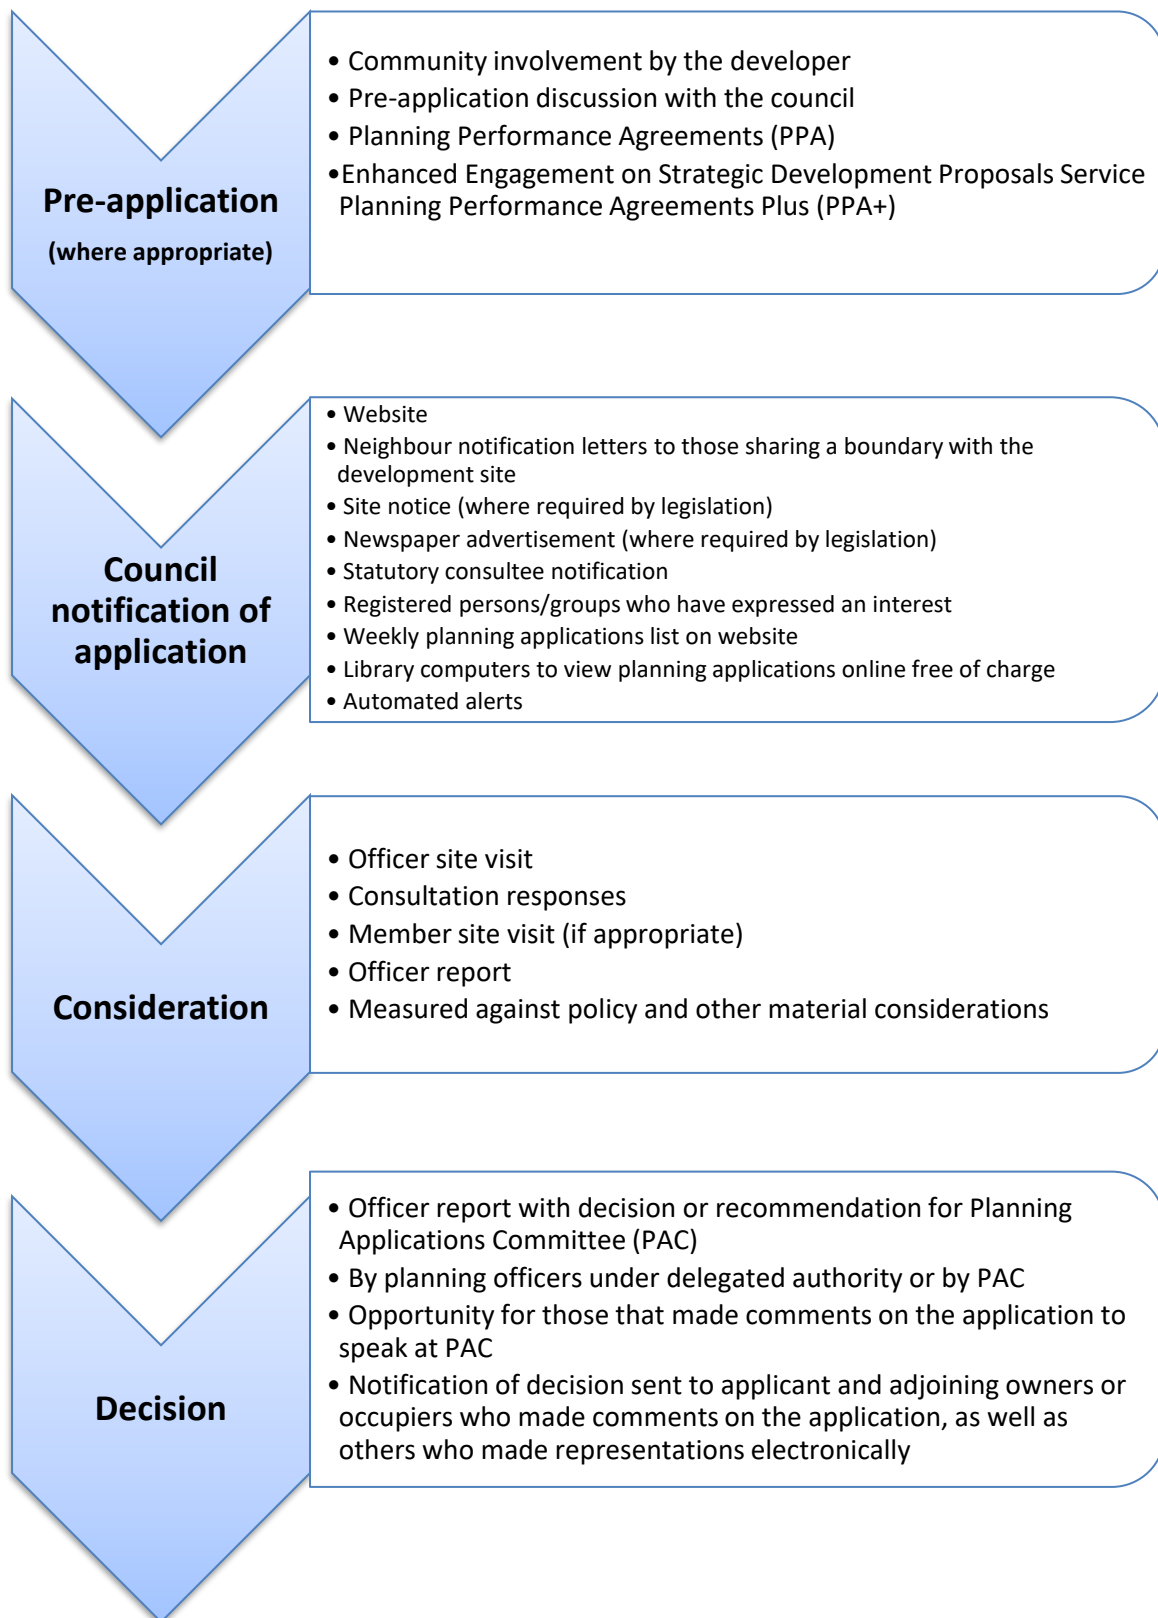 Pre-application
(where appropriate)
• Community involvement by the developer
• Pre-application discussion with the council
• Planning Performance Agreements (PPA)
•Enhanced Engagement on Strategic Development Proposals Service
Planning Performance Agreements Plus (PPA+)
Council
notification of
application
• Website
• Neighbour notification letters to those sharing a boundary with the
development site
• Site notice (where required by legislation)
• Newspaper advertisement (where required by legislation)
• Statutory consultee notification
• Registered persons/groups who have expressed an interest
• Weekly planning applications list on website
• Library computers to view planning applications online free of charge
• Automated alerts
Consideration
• Officer site visit
• Consultation responses
• Member site visit (if appropriate)
• Officer report
• Measured against policy and other material considerations
Decision
• Officer report with decision or recommendation for Planning
Applications Committee (PAC)
• By planning officers under delegated authority or by PAC
• Opportunity for those that made comments on the application to
speak at PAC
• Notification of decision sent to applicant and adjoining owners or
occupiers who made comments on the application, as well as
others who made representations electronically